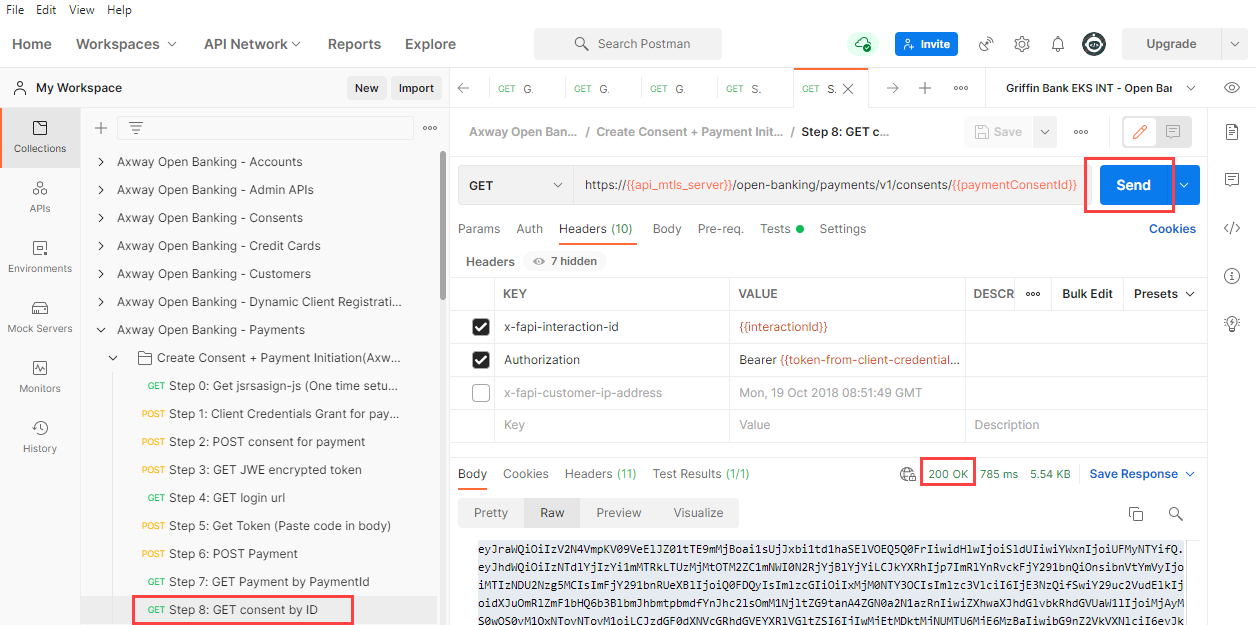 File Edit View Help
Home Workspaces API Network Reports Explore Search Postman Invite Upgrade
My Workspace New Import GET G. GET G. GET G. GET S. GET S. Griffin Bank EKS INT - Open Bar
Collections
APIs
Environments
Mock Servers
Monitors
History
Axway Open Banking - Accounts
Axway Open Banking - Admin APIs
Axway Open Banking - Consents
Axway Open Banking - Credit Cards
Axway Open Banking - Customers
Axway Open Banking - Dynamic Client Registrati...
Axway Open Banking - Payments
Create Consent + Payment Initiation(Axw...
GET Step 0: Get jsrsasign-js (One time setu...
POST Step 1: Client Credentials Grant for pay...
POST Step 2: POST consent for payment
POST Step 3: GET JWE encrypted token
GET Step 4: GET login url
POST Step 5: Get Token (Paste code in body)
POST Step 6: POST Payment
GET Step 7: GET Payment by PaymentId
GET Step 8: GET consent by ID
Axway Open Ban... / Create Consent + Payment Init... / Step 8: GET c... Save
GET https://{{api_mtls_server}}/open-banking/payments/v1/consents/{{paymentConsentId}} Send
Params Auth Headers (10) Body Pre-req. Tests Settings Cookies
Headers 7 hidden
KEY VALUE DESCR Bulk Edit Presets
x-fapi-interaction-id {{interactionId}}
Authorization Bearer {{token-from-client-credential...
x-fapi-customer-ip-address Mon, 19 Oct 2018 08:51:49 GMT
Key Value Description
Body Cookies Headers (11) Test Results (1/1) 200 OK 785 ms 5.54 KB Save Response
Pretty Raw Preview Visualize